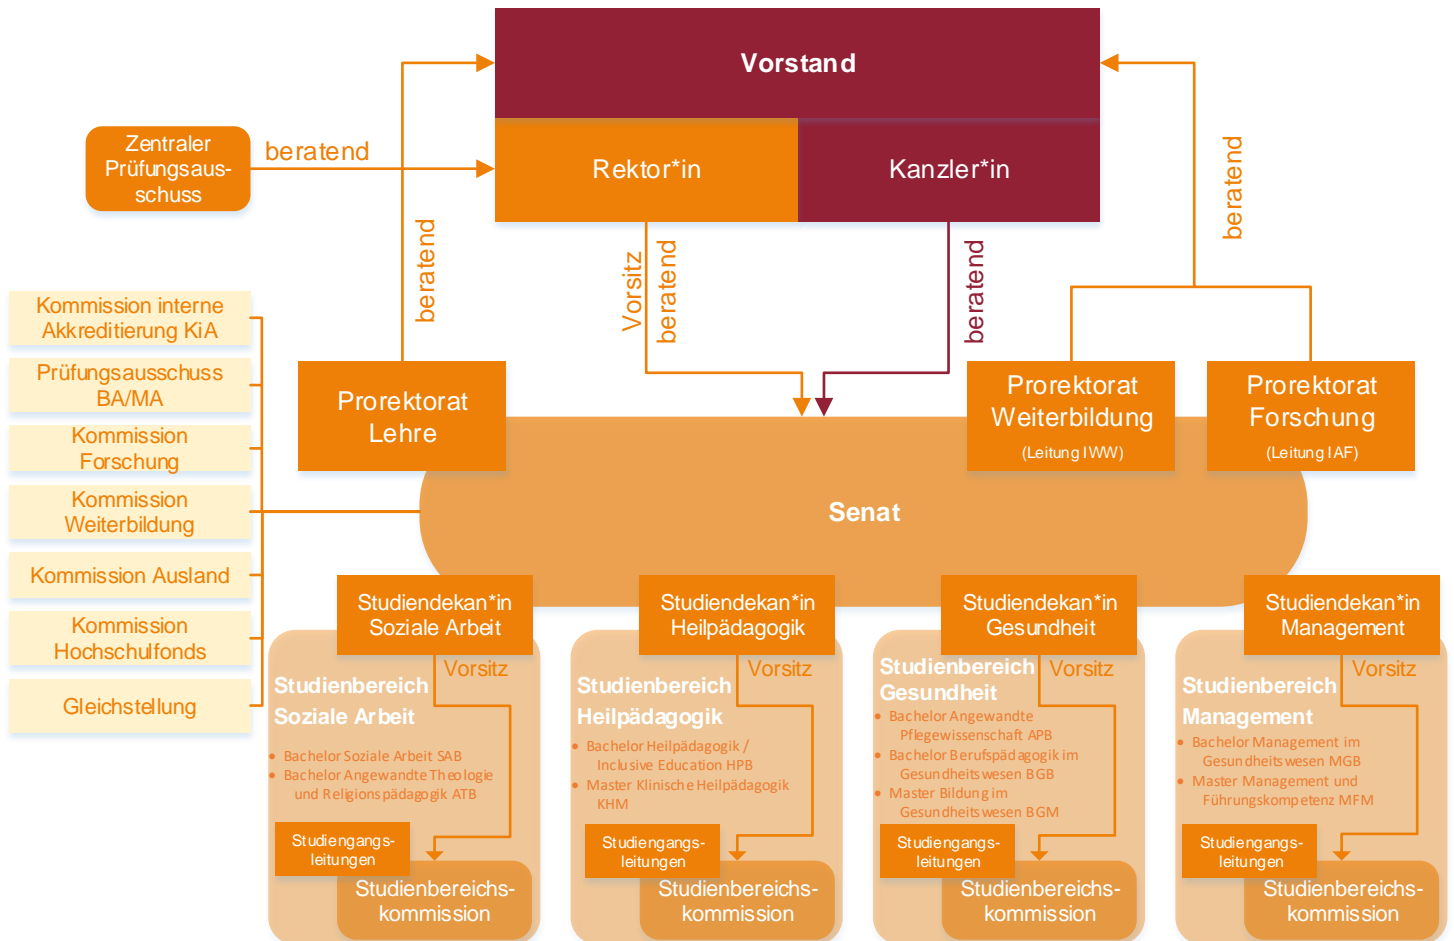 Vorstand
Zentraler
Prüfungsaus-
schuss
beratend
Rektor*in
Kanzler*in
beratend
Vorsitz
beratend
beratend
beratend
Kommission interne
Akkreditierung KiA
Prüfungsausschuss
BA/MA
Kommission
Forschung
Kommission
Weiterbildung
Kommission Ausland
Kommission
Hochschulfonds
Gleichstellung
Prorektorat
Lehre
Prorektorat
Weiterbildung
(Leitung IWW)
Prorektorat
Forschung
(Leitung IAF)
Senat
Studiendekan*in
Soziale Arbeit
Vorsitz
Studienbereich
Soziale Arbeit
• Bachelor Soziale Arbeit SAB
• Bachelor Angewandte Theologie
und Religionspädagogik ATB
Studiengangs-
leitungen
Studienbereichs-
kommission
Studiendekan*in
Heilpädagogik
Vorsitz
Studienbereich
Heilpädagogik
• Bachelor Heilpädagogik /
Inclusive Education HPB
• Master Klinische Heilpädagogik
KHM
Studiengangs-
leitungen
Studienbereichs-
kommission
Studiendekan*in
Gesundheit
Vorsitz
Studienbereich
Gesundheit
• Bachelor Angewandte
Pflegewissenschaft APB
• Bachelor Berufspädagogik im
Gesundheitswesen BGB
• Master Bildung im
Gesundheitswesen BGM
Studiengangs-
leitungen
Studienbereichs-
kommission
Studiendekan*in
Management
Vorsitz
Studienbereich
Management
• Bachelor Management im
Gesundheitswesen MGB
• Master Management und
Führungskompetenz MFM
Studiengangs-
leitungen
Studienbereichs-
kommission